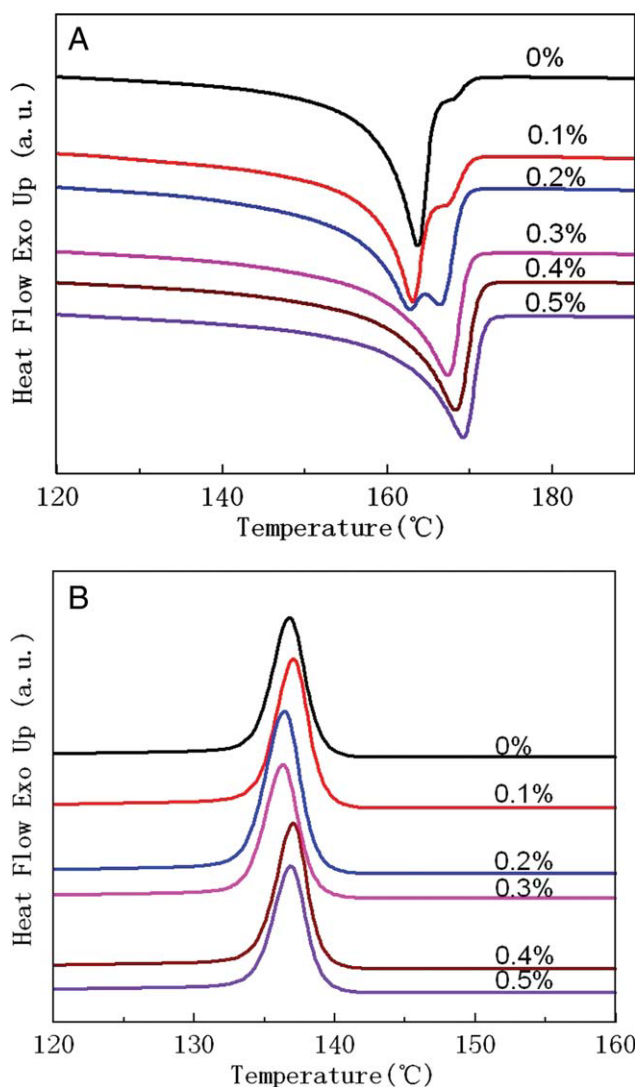 A
0%
0.1%
0.2%
0.3%
0.4%
0.5%
Heat Flow Exo Up (a.u.)
120 140 160 180
Temperature(℃)
B
0%
0.1%
0.2%
0.3%
0.4%
0.5%
Heat Flow Exo Up (a.u.)
120 130 140 150 160
Temperature(℃)